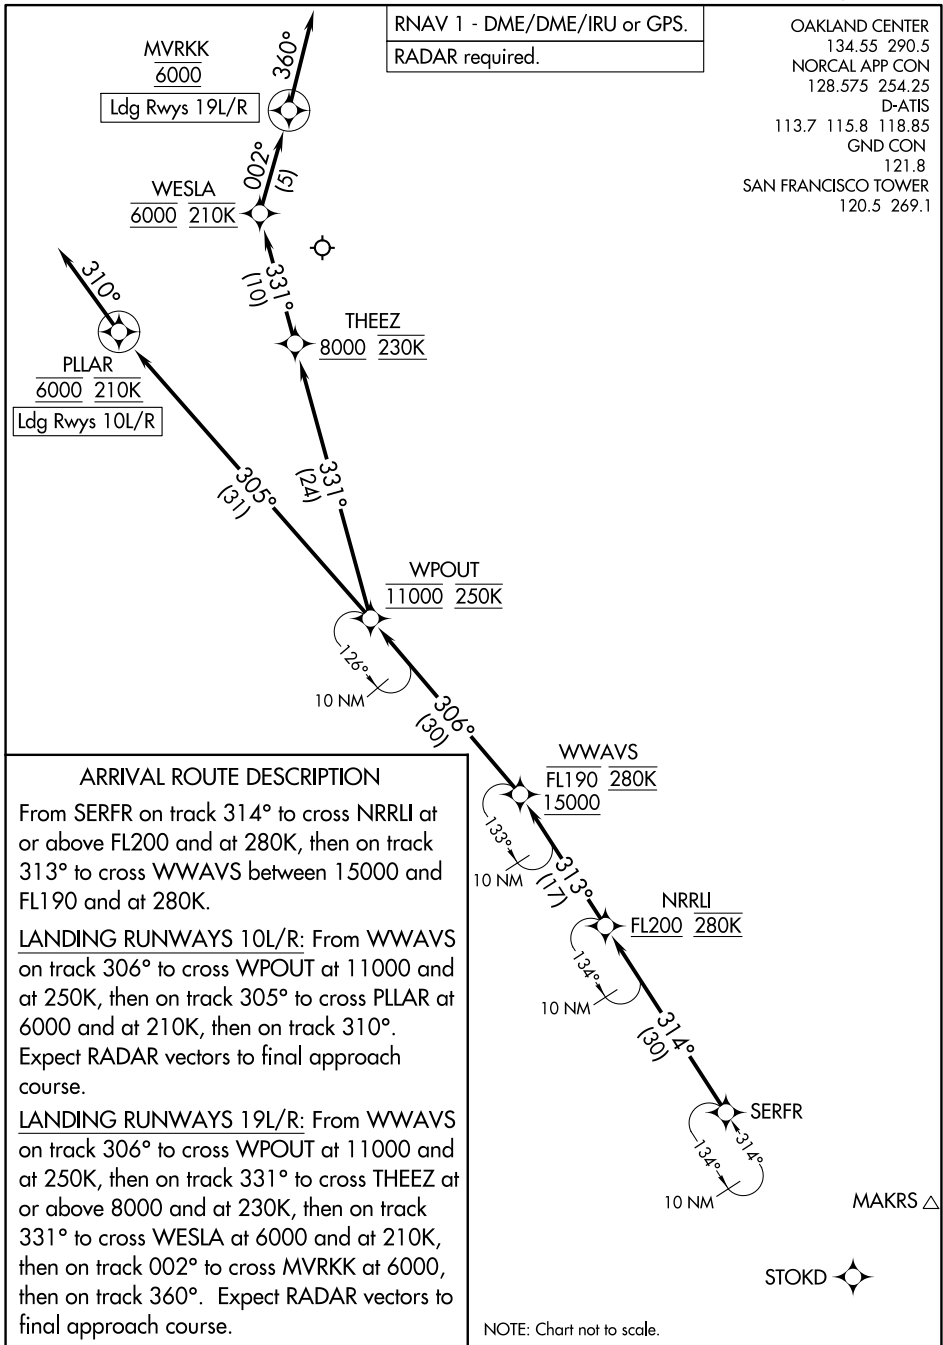 RNAV 1 - DME/DME/IRU or GPS.
RADAR required.
OAKLAND CENTER
134.55 290.5
NORCAL APP CON
128.575 254.25
D-ATIS
113.7 115.8 118.85
GND CON
121.8
SAN FRANCISCO TOWER
120.5 269.1
360°
MVRKK
6000
Ldg Rwys 19L/R
002°
(5)
WESLA
6000 210K
331°
(10)
310°
THEEZ
8000 230K
PLLAR
6000 210K
Ldg Rwys 10L/R
305°
(31)
331°
(24)
WPOUT
11000 250K
126°
10 NM
306°
(30)
WWAVS
FL190 280K
15000
133°
10 NM
313°
(17)
NRRLI
FL200 280K
134°
10 NM
314°
(30)
SERFR
134°
314°
10 NM
MAKRS
STOKD
ARRIVAL ROUTE DESCRIPTION
From SERFR on track 314° to cross NRRLI at
or above FL200 and at 280K, then on track
313° to cross WWAVS between 15000 and
FL190 and at 280K.
LANDING RUNWAYS 10L/R: From WWAVS
on track 306° to cross WPOUT at 11000 and
at 250K, then on track 305° to cross PLLAR at
6000 and at 210K, then on track 310°.
Expect RADAR vectors to final approach
course.
LANDING RUNWAYS 19L/R: From WWAVS
on track 306° to cross WPOUT at 11000 and
at 250K, then on track 331° to cross THEEZ at
or above 8000 and at 230K, then on track
331° to cross WESLA at 6000 and at 210K,
then on track 002° to cross MVRKK at 6000,
then on track 360°. Expect RADAR vectors to
final approach course.
NOTE: Chart not to scale.